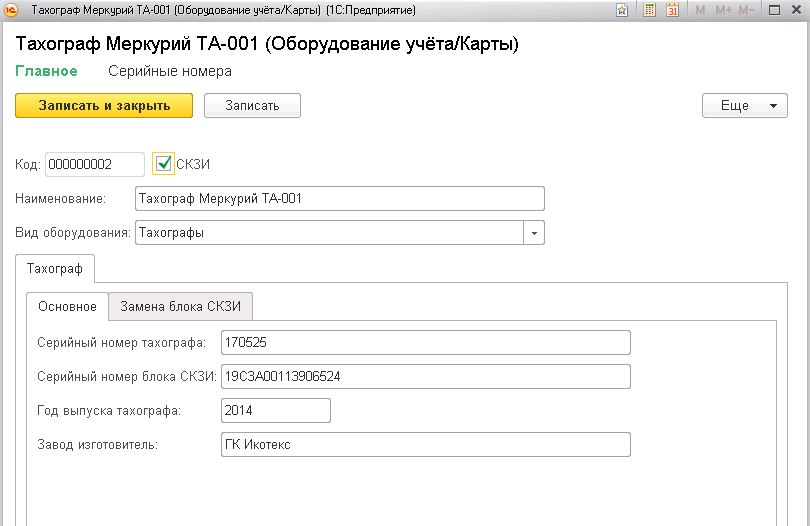 Тахограф Меркурий ТА-001 (Оборудование учёта/Карты) (1С:Предприятие)
M M+ M-
Тахограф Меркурий ТА-001 (Оборудование учёта/Карты)
Главное Серийные номера
Записать и закрыть Записать Еще
Код: 000000002 СКЗИ
Наименование: Тахограф Меркурий ТА-001
Вид оборудования: Тахографы
Тахограф
Основное Замена блока СКЗИ
Серийный номер тахографа: 170525
Серийный номер блока СКЗИ: 19СЗА00113906524
Год выпуска тахографа: 2014
Завод изготовитель: ГК Икотекс